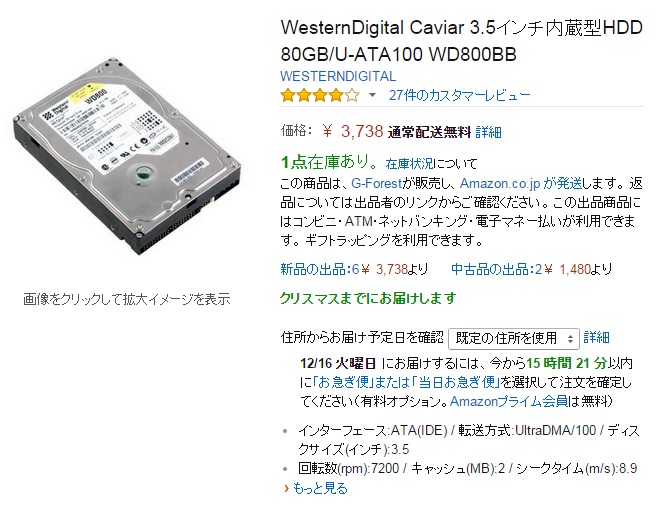 WesternDigital Caviar 3.5インチ内蔵型HDD
80GB/U-ATA100 WD800BB
WESTERNDIGITAL
27件のカスタマーレビュー
価格: ￥ 3,738 通常配送無料 詳細
1点在庫あり。 在庫状況について
この商品は、G-Forestが販売し、Amazon.co.jp が発送します。 返
品については出品者のリンクからご確認ください。 この出品商品に
はコンビニ・ATM・ネットバンキング・電子マネー払いが利用できま
す。 ギフトラッピングを利用できます。
新品の出品：6￥ 3,738より 中古品の出品：2￥ 1,480より
画像をクリックして拡大イメージを表示
クリスマスまでにお届けします
住所からお届け予定日を確認 既定の住所を使用 詳細
12/16 火曜日 にお届けするには、今から15 時間 21 分以内
に「お急ぎ便」または「当日お急ぎ便」を選択して注文を確定し
てください（有料オプション。Amazonプライム会員は無料）
インターフェース:ATA(IDE) / 転送方式:UltraDMA/100 / ディス
クサイズ(インチ):3.5
回転数(rpm):7200 / キャッシュ(MB):2 / シークタイム(m/s):8.9
もっと見る
Western
Digital
WD800